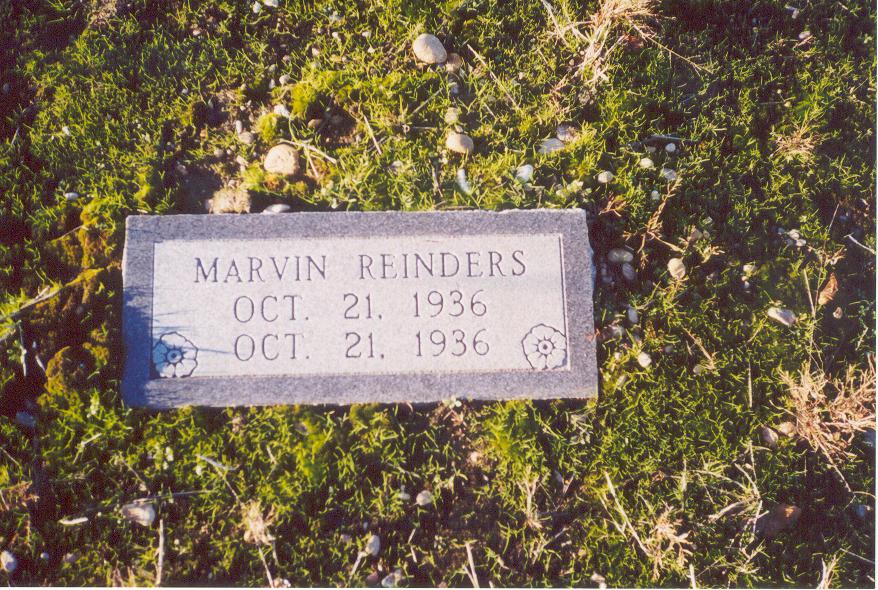 MARVIN REINDERS
OCT. 21, 1936
OCT. 21, 1936